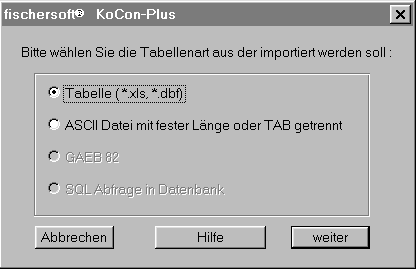 fischersoft® KoCon-Plus
Bitte wählen Sie die Tabellenart aus der importiert werden soll :
Tabelle (*.xls, *.dbf)
ASCII Datei mit fester Länge oder TAB getrennt
GAEB 82
SQL Abfrage in Datenbank
Abbrechen Hilfe weiter